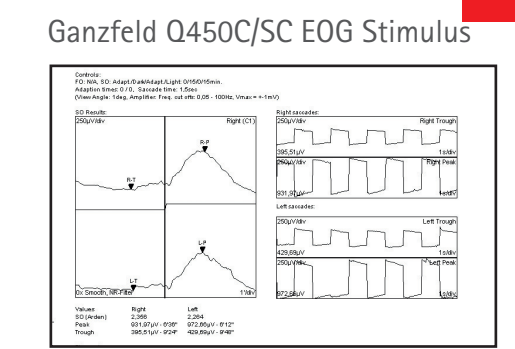 Ganzfeld Q450C/SC EOG Stimulus
Controls:
FO: N/A, SO: Adapt./Dark/Adapt./Light: 0/15/0/15min.
Adaption times: 0 / 0, Saccade time: 1,5sec
(View Angle: 1deg, Amplifier: Freq. cut offs: 0,05 - 100Hz, Vmax = +-1mV)
SO Results:
250µV/div
Right (C1)
R-P
R-T
L-P
L-T
0x Smooth, NR-Filter
1'/div
Right saccades:
250µV/div
Right Trough
395,51µV
1s/div
250µV/div
Right Peak
931,97µV
1s/div
Left saccades:
250µV/div
Left Trough
429,69µV
1s/div
250µV/div
Left Peak
972,66µV
1s/div
Values Right Left
SO (Arden) 2,356 2,264
Peak 931,97µV - 6'36" 972,66µV - 6'12"
Trough 395,51µV - 9'24" 429,69µV - 9'48"